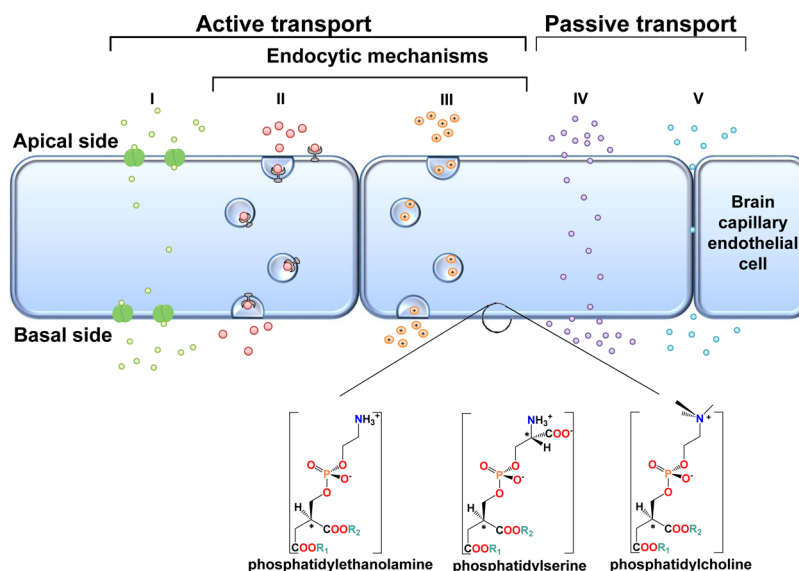 Active transport
Passive transport
Endocytic mechanisms
I
II
III
IV
V
Apical side
Basal side
Brain
capillary
endothelial
cell
NH3+
O
O
P
O-
O
H
*
COOR2
COOR1
phosphatidylethanolamine
NH3+
COO-
*
H
O
O
P
O-
O
H
*
COOR2
COOR1
phosphatidylserine
N+
O
O
P
O-
O
H
*
COOR2
COOR1
phosphatidylcholine